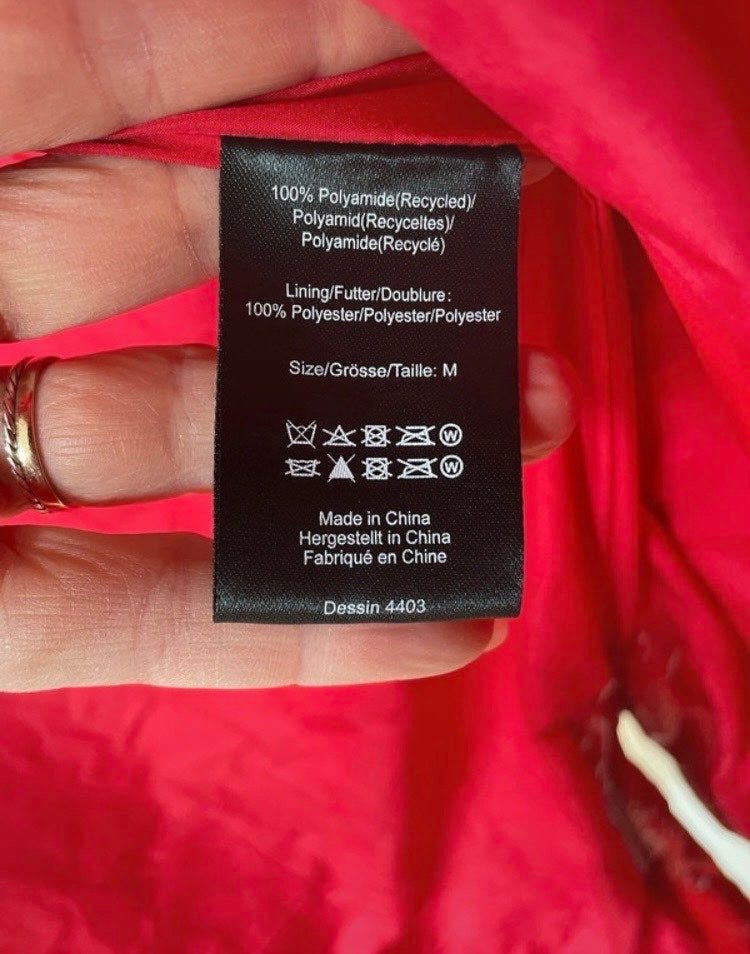 100% Polyamide(Recycled)/
Polyamid(Recyceltes)/
Polyamide(Recyclé)
Lining/Futter/Doublure:
100% Polyester/Polyester/Polyester
Size/Grösse/Taille: M
W
W
Made in China
Hergestellt in China
Fabriqué en Chine
Dessin 4403